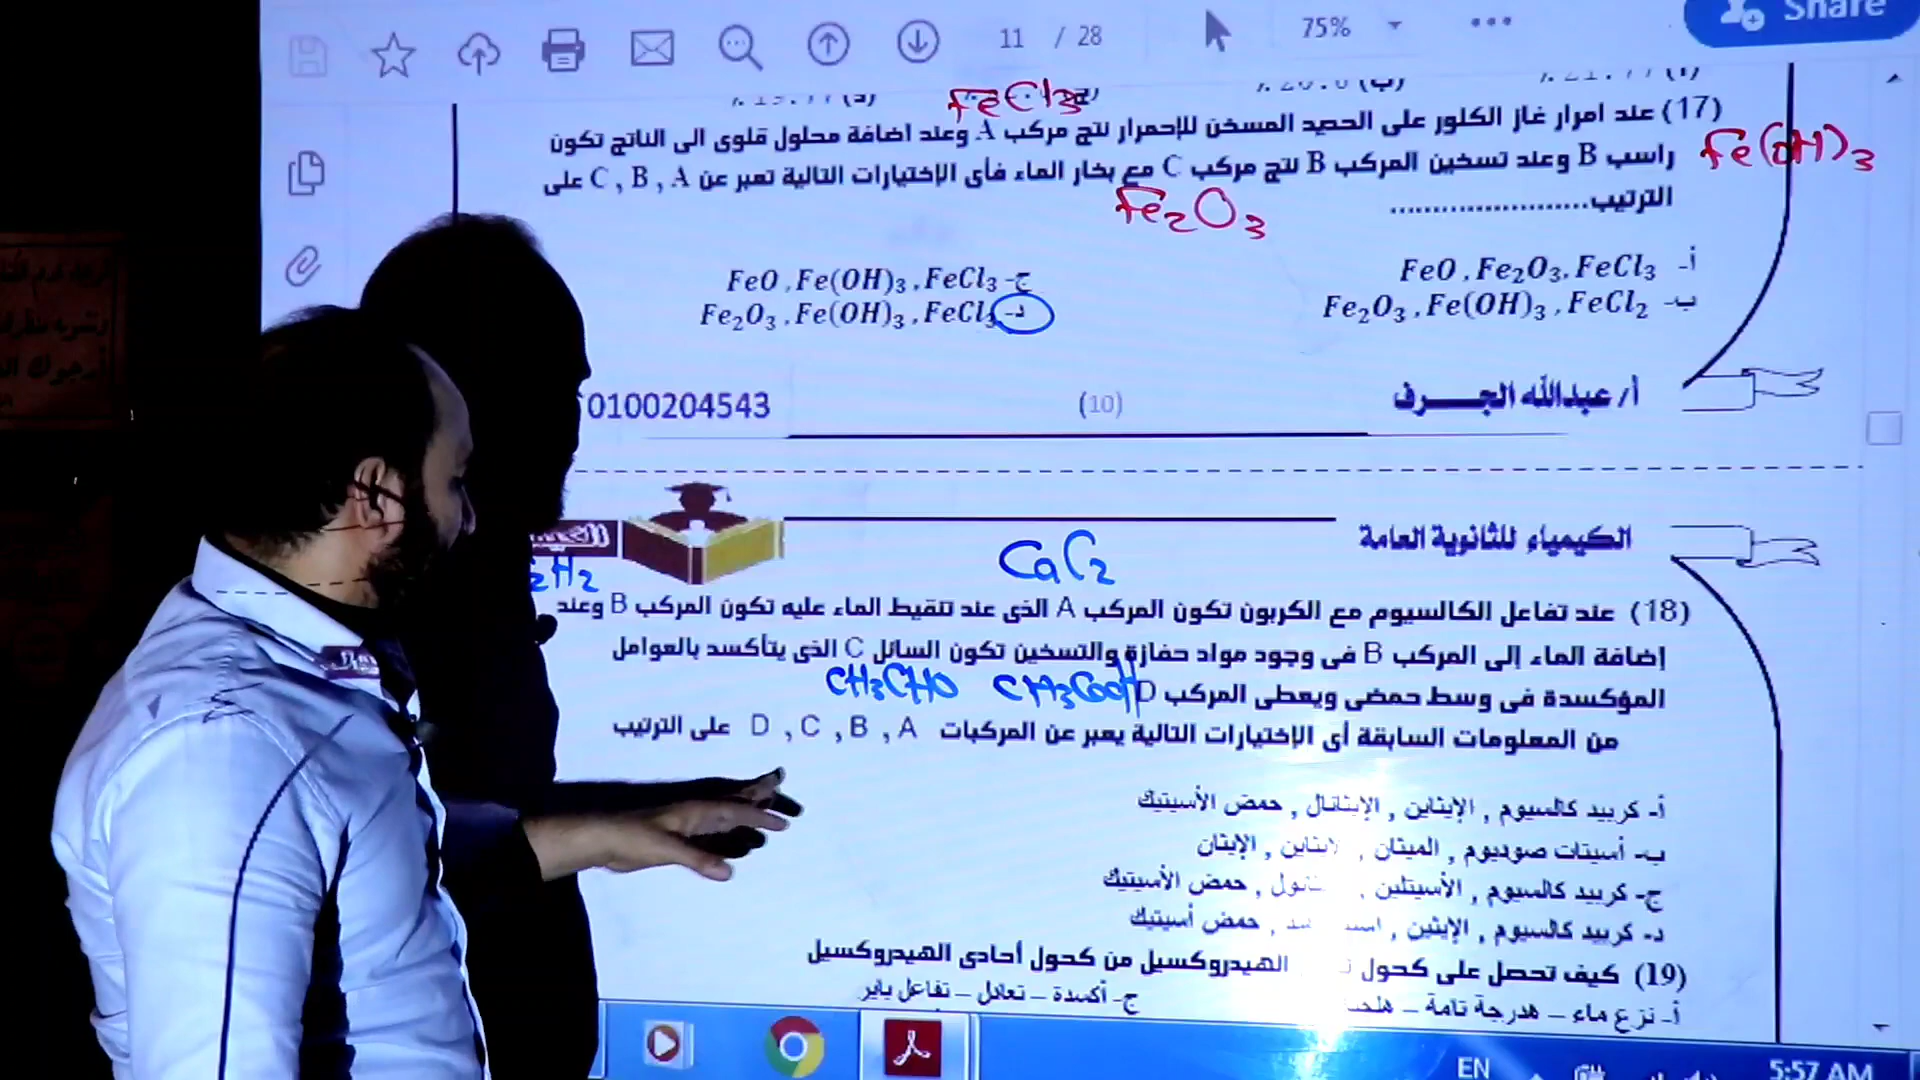 Share
11 / 28
75%
FeCl3
(17) عند امرار غاز الكلور على الحديد المسخن للإحمرار نتج مركب A وعند اضافة محلول قلوى الى الناتج تكون
Fe(OH)3
راسب B وعند تسخين المركب B نتج مركب C مع بخار الماء فأى الإختيارات التالية تعبر عن C , B , A على
الترتيب......................
Fe2O3
أ- FeO , Fe2O3, FeCl3
ج- FeO , Fe(OH)3 , FeCl3
ب- Fe2O3 , Fe(OH)3 , FeCl2
د- Fe2O3 , Fe(OH)3 , FeCl3
أ/ عبدالله الجـــرف
(10)
0100204543
الكيمياء للثانوية العامة
CaC2
2H2
(18) عند تفاعل الكالسيوم مع الكربون تكون المركب A الذى عند تنقيط الماء عليه تكون المركب B وعند
إضافة الماء إلى المركب B فى وجود مواد حفازة والتسخين تكون السائل C الذى يتأكسد بالعوامل
المؤكسدة فى وسط حمضى ويعطى المركب D
CH3COOH CH3CHO
من المعلومات السابقة أى الإختيارات التالية يعبر عن المركبات D , C , B , A على الترتيب
أ- كربيد كالسيوم , الإيثاين , الإيثانال , حمض الأسيتيك
ب- أسيتات صوديوم , الميثان , الايثاين , الإيثان
ج- كربيد كالسيوم , الأسيتلين , حمض الأسيتيك
د- كربيد كالسيوم , الإيثين , حمض أسيتيك
(19) كيف تحصل على كحول الهيدروكسيل من كحول أحادى الهيدروكسيل
أ- نزع ماء – هدرجة تامة –
ج- أكسدة – تعادل – تفاعل باير
EN
5:57 AM